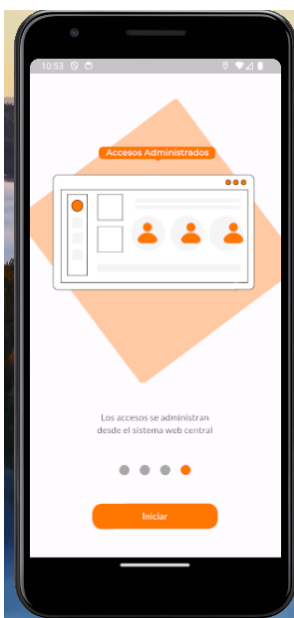 10:53
Accesos Administrados
Los accesos se administran
desde el sistema web central
Iniciar